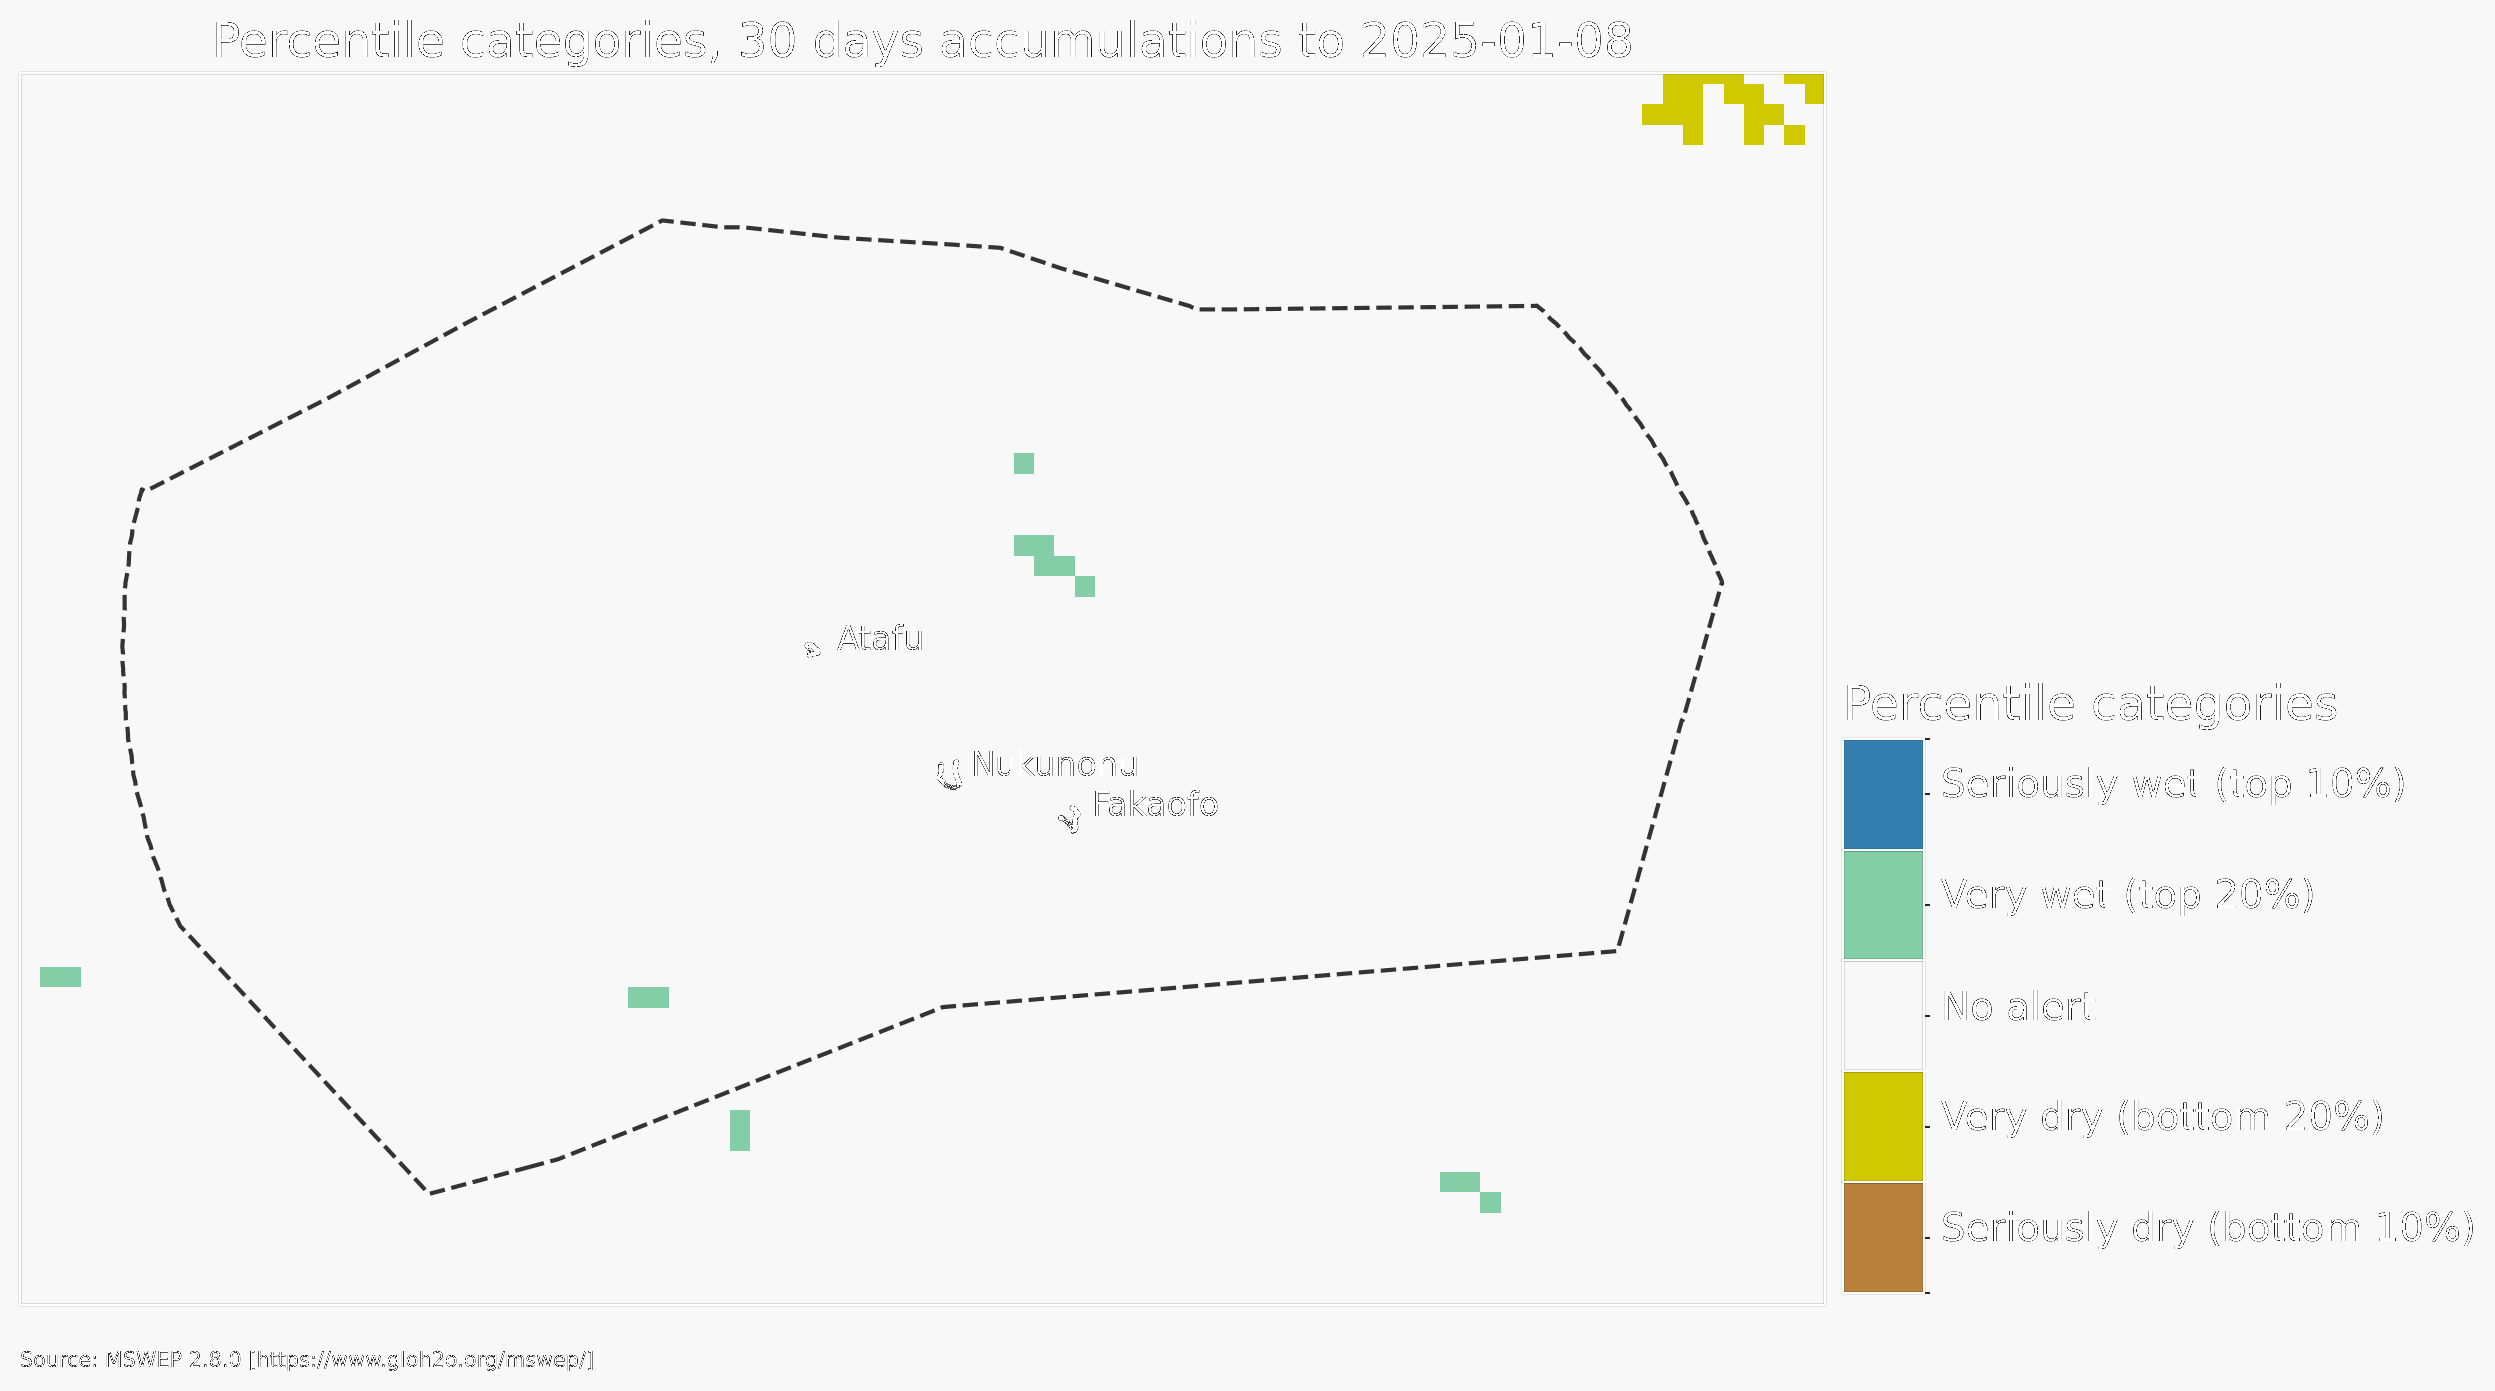 Percentile categories, 30 days accumulations to 2025-01-08
Atafu
Nukunonu
Fakaofo
Percentile categories
Seriously wet (top 10%)
Very wet (top 20%)
No alert
Very dry (bottom 20%)
Seriously dry (bottom 10%)
Source: MSWEP 2.8.0 [https://www.gloh2o.org/mswep/]